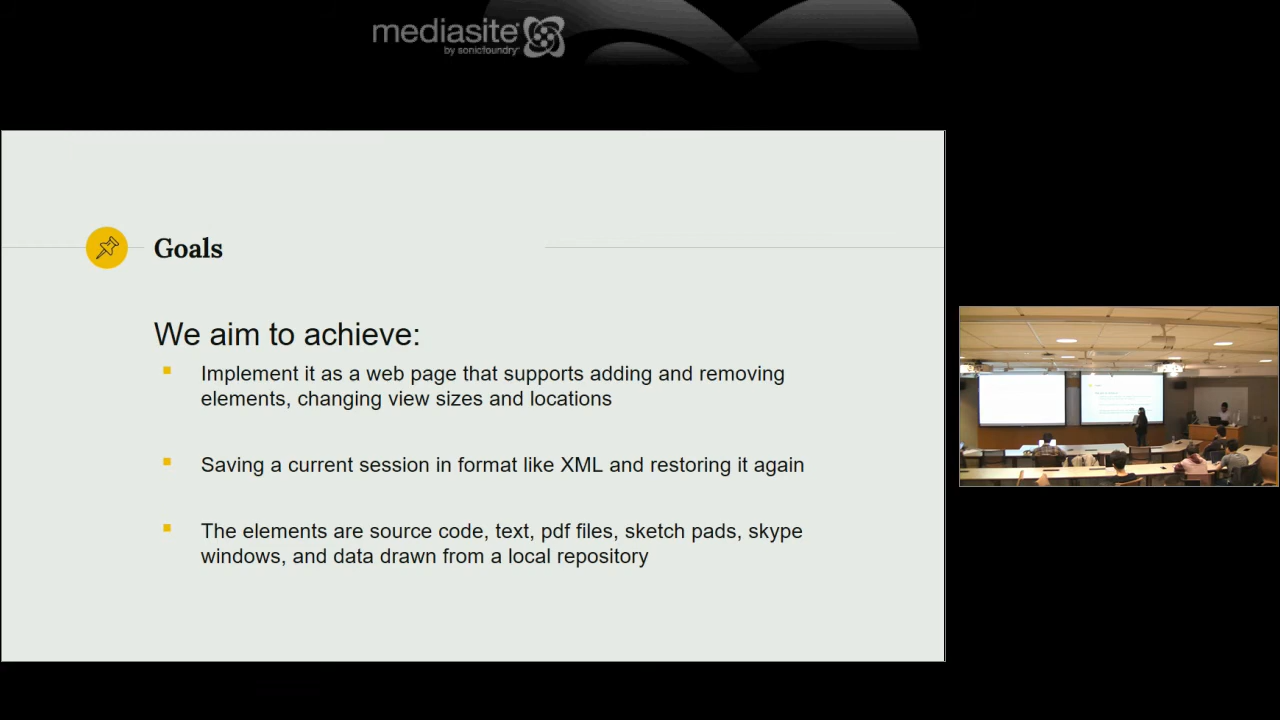 mediasite
by sonicfoundry
Goals
We aim to achieve:
Implement it as a web page that supports adding and removing
elements, changing view sizes and locations
Saving a current session in format like XML and restoring it again
The elements are source code, text, pdf files, sketch pads, skype
windows, and data drawn from a local repository